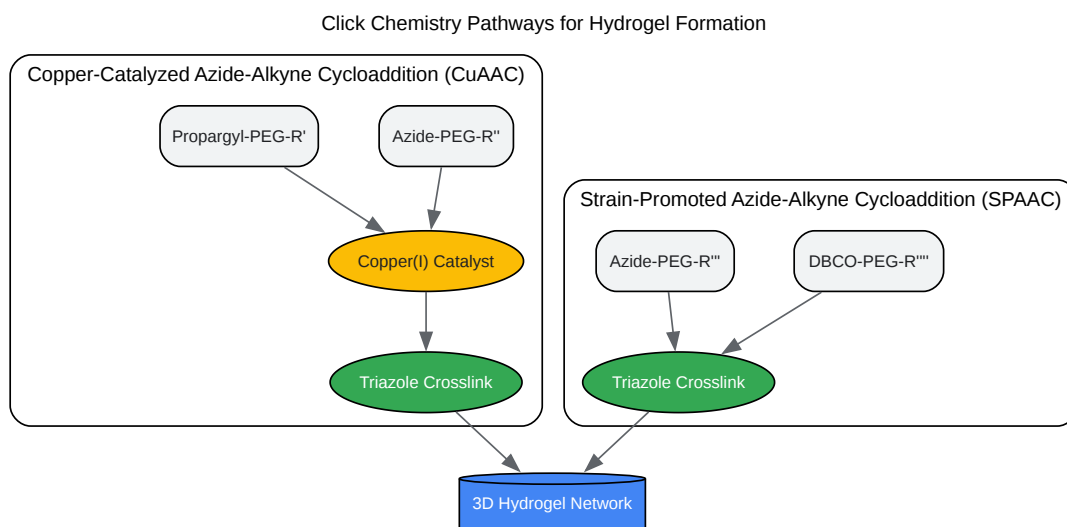 Click Chemistry Pathways for Hydrogel Formation
Copper-Catalyzed Azide-Alkyne Cycloaddition (CuAAC)
Propargyl-PEG-R'
Azide-PEG-R''
Copper(I) Catalyst
Triazole Crosslink
Strain-Promoted Azide-Alkyne Cycloaddition (SPAAC)
Azide-PEG-R'''
DBCO-PEG-R''''
Triazole Crosslink
3D Hydrogel Network